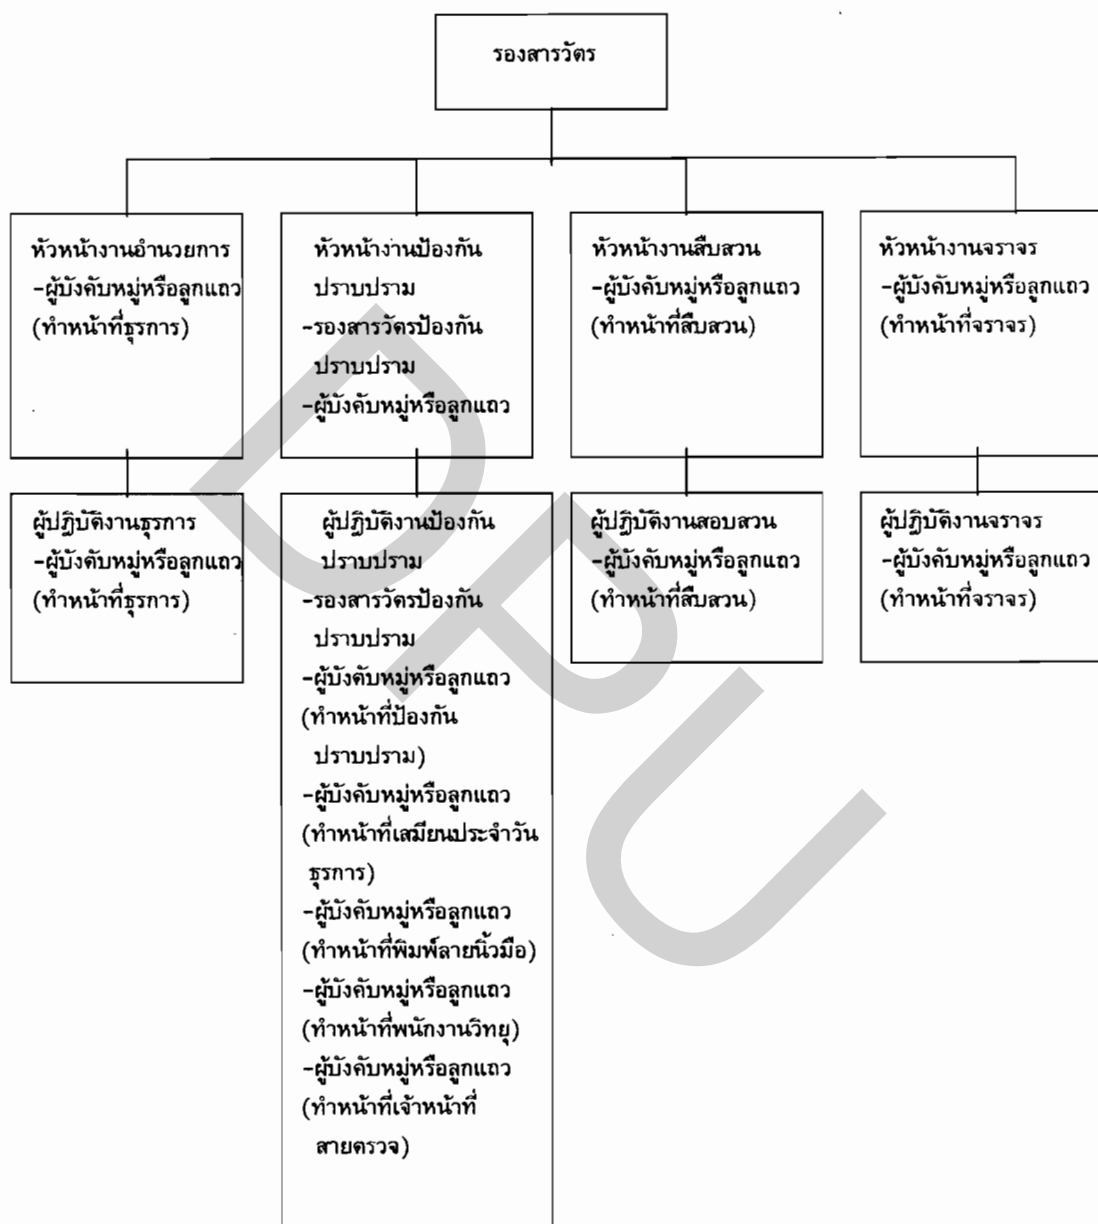 รองสารวัตร
หัวหน้างานอำนวยการ
-ผู้บังคับหมู่หรือลูกแถว
(ทำหน้าที่ธุรการ)
หัวหน้างานป้องกัน
ปราบปราม
-รองสารวัตรป้องกัน
ปราบปราม
-ผู้บังคับหมู่หรือลูกแถว
หัวหน้างานสืบสวน
-ผู้บังคับหมู่หรือลูกแถว
(ทำหน้าที่สืบสวน)
หัวหน้างานจราจร
-ผู้บังคับหมู่หรือลูกแถว
(ทำหน้าที่จราจร)
ผู้ปฏิบัติงานธุรการ
-ผู้บังคับหมู่หรือลูกแถว
(ทำหน้าที่ธุรการ)
ผู้ปฏิบัติงานป้องกัน
ปราบปราม
-รองสารวัตรป้องกัน
ปราบปราม
-ผู้บังคับหมู่หรือลูกแถว
(ทำหน้าที่ป้องกัน
ปราบปราม)
-ผู้บังคับหมู่หรือลูกแถว
(ทำหน้าที่เสมียนประจำวัน
ธุรการ)
-ผู้บังคับหมู่หรือลูกแถว
(ทำหน้าที่พิมพ์ลายนิ้วมือ)
-ผู้บังคับหมู่หรือลูกแถว
(ทำหน้าที่พนักงานวิทยุ)
-ผู้บังคับหมู่หรือลูกแถว
(ทำหน้าที่เจ้าหน้าที่
สายตรวจ)
ผู้ปฏิบัติงานสอบสวน
-ผู้บังคับหมู่หรือลูกแถว
(ทำหน้าที่สืบสวน)
ผู้ปฏิบัติงานจราจร
-ผู้บังคับหมู่หรือลูกแถว
(ทำหน้าที่จราจร)
DPU